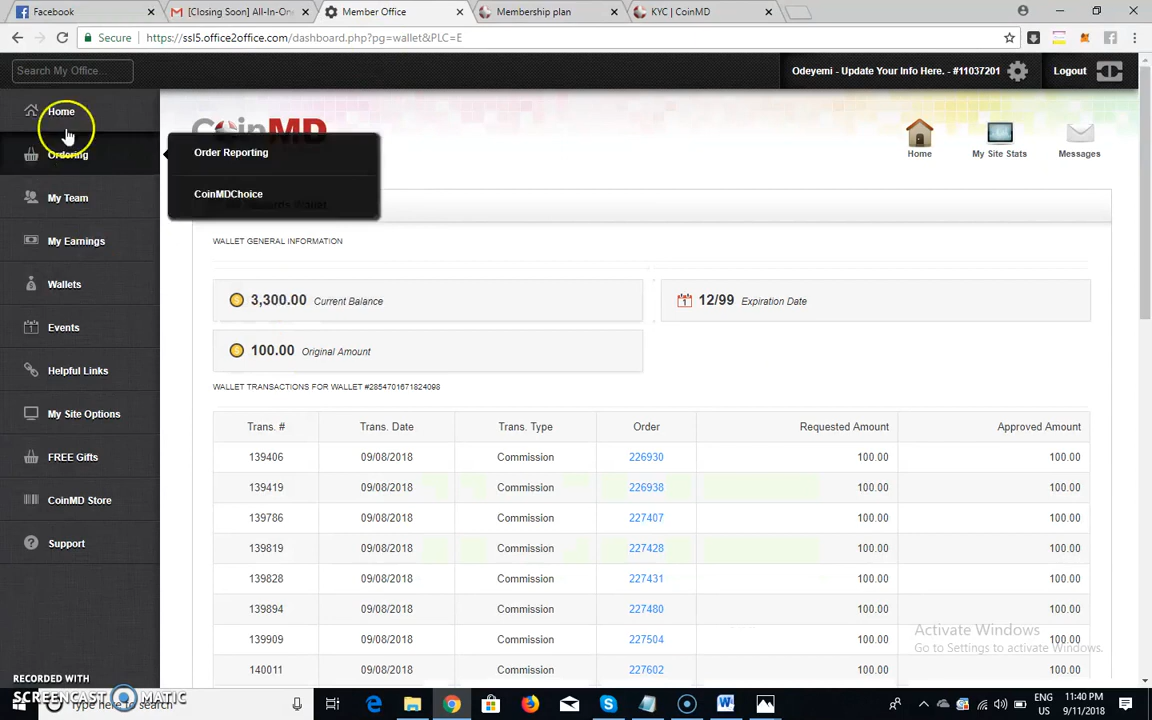 Facebook
[Closing Soon] All-In-On
Member Office
Membership plan
KYC | CoinMD
Secure
https://ssl5.office2office.com/dashboard.php?pg=wallet&PLC=E
Search My Office...
Odeyemi - Update Your Info Here. - #11037201
Logout
Home
Ordering
My Team
My Earnings
Wallets
Events
Helpful Links
My Site Options
FREE Gifts
CoinMD Store
Support
Order Reporting
CoinMDChoice
CoinMD
Home
My Site Stats
Messages
WALLET GENERAL INFORMATION
3,300.00 Current Balance
12/99 Expiration Date
100.00 Original Amount
WALLET TRANSACTIONS FOR WALLET #2854701671824098
Trans. # Trans. Date Trans. Type Order Requested Amount Approved Amount
139406 09/08/2018 Commission 226930 100.00 100.00
139419 09/08/2018 Commission 226938 100.00 100.00
139786 09/08/2018 Commission 227407 100.00 100.00
139819 09/08/2018 Commission 227428 100.00 100.00
139828 09/08/2018 Commission 227431 100.00 100.00
139894 09/08/2018 Commission 227480 100.00 100.00
139909 09/08/2018 Commission 227504 100.00 100.00
140011 09/08/2018 Commission 227602 100.00 100.00
Activate Windows
Go to Settings to activate Windows.
RECORDED WITH
SCREENCAST MATIC
Type here to search
ENG
US
11:40 PM
9/11/2018